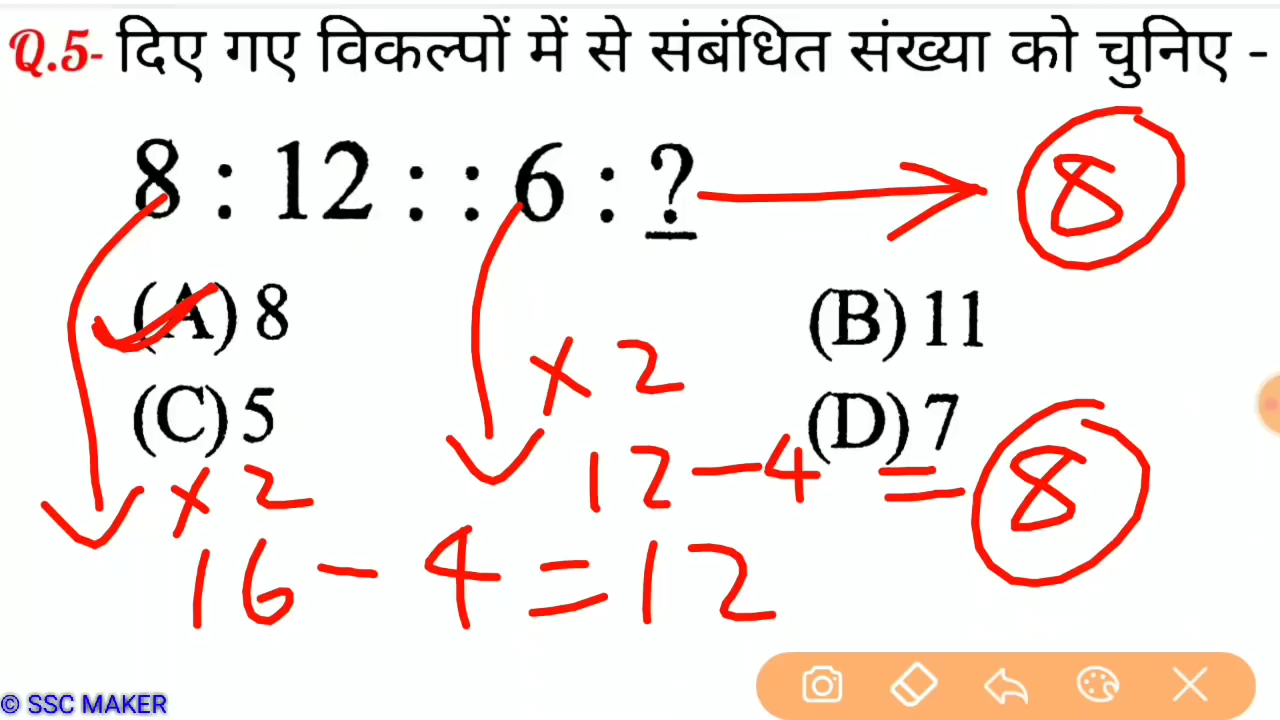 Q.5- दिए गए विकल्पों में से संबंधित संख्या को चुनिए -
8 : 12 : : 6 : ? 8
(A) 8 (B) 11
× 2
(C) 5 (D) 7
× 2 12 - 4 = 8
16 - 4 = 12
© SSC MAKER